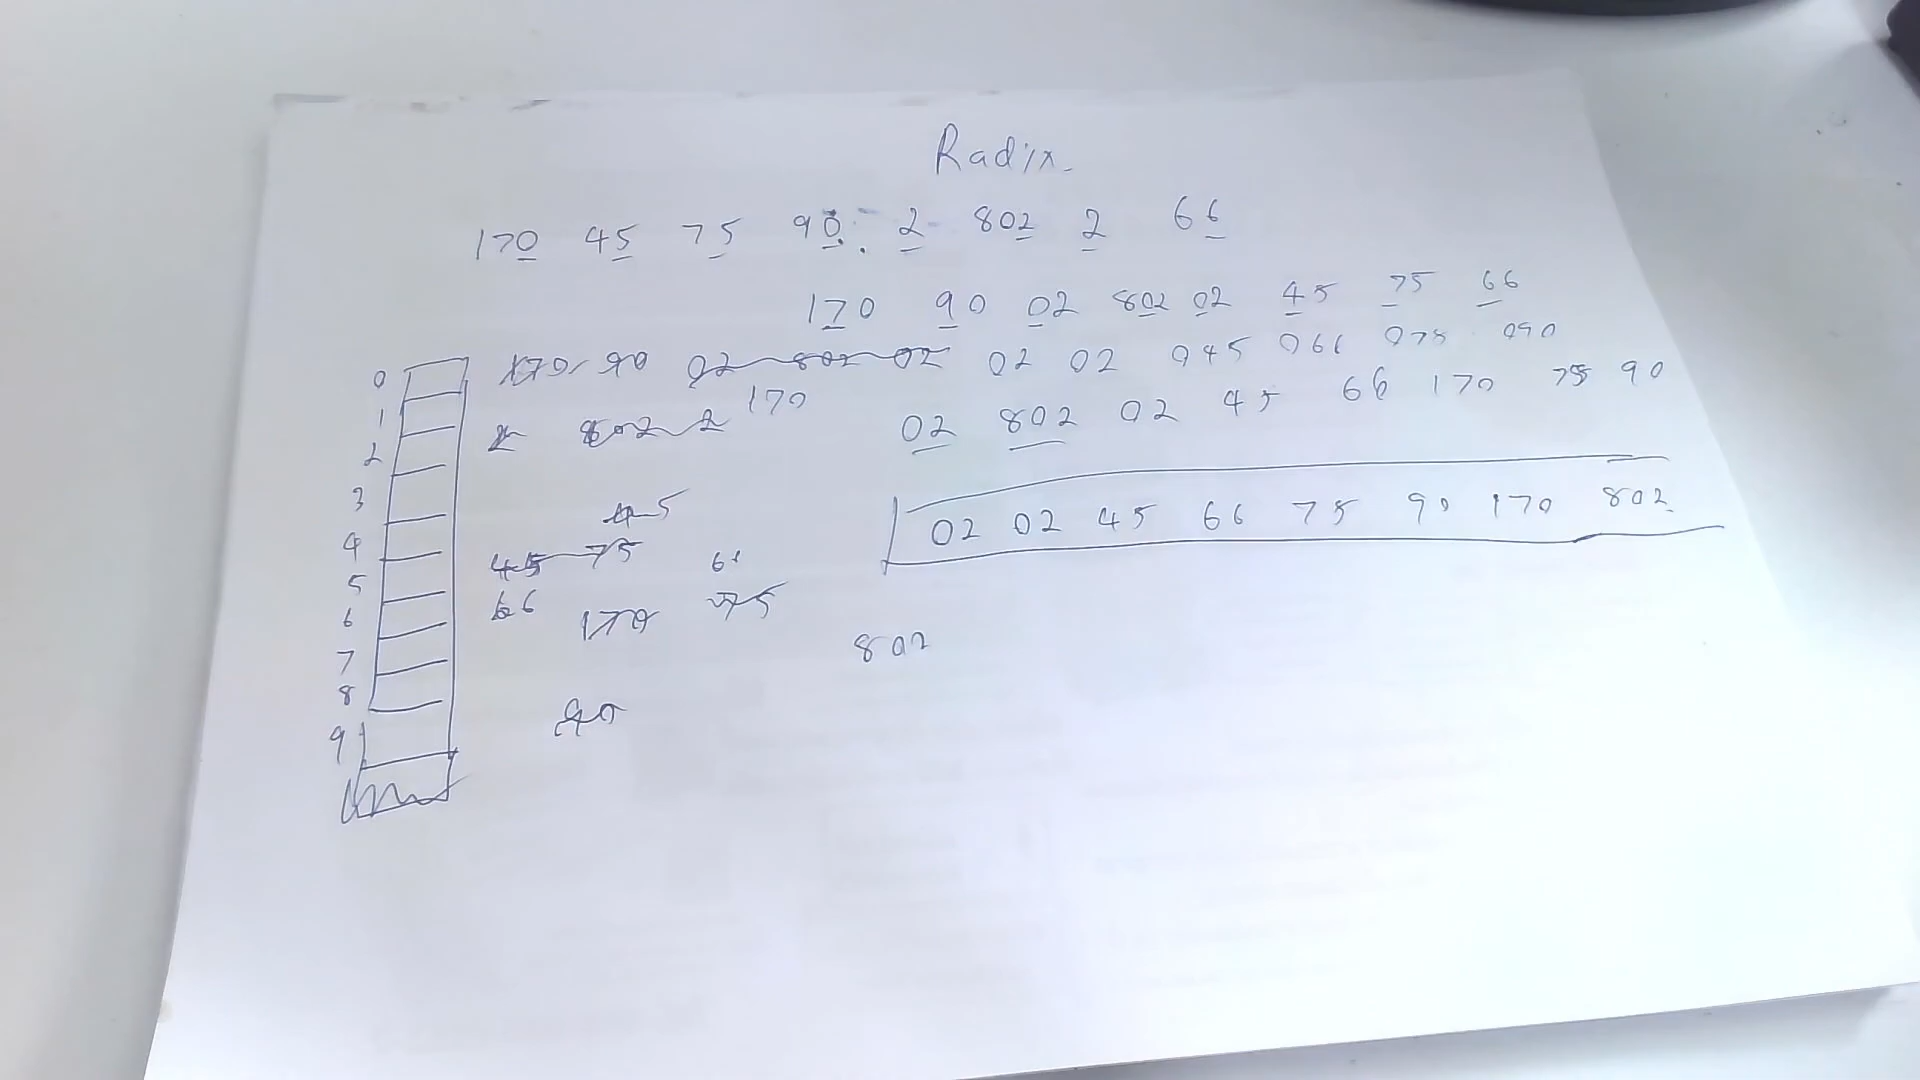 Radix
170 45 75 90 2 802 2 66
170 90 02 802 02 45 75 66
0 170 90 02 802 02 02 02 045 066 075 090
1 170
2 2 802 2 02 802 02 45 66 170 75 90
3
45
4
02 02 45 66 75 90 170 802
5 45 75
6 66 170 75
7
8 802
9 90